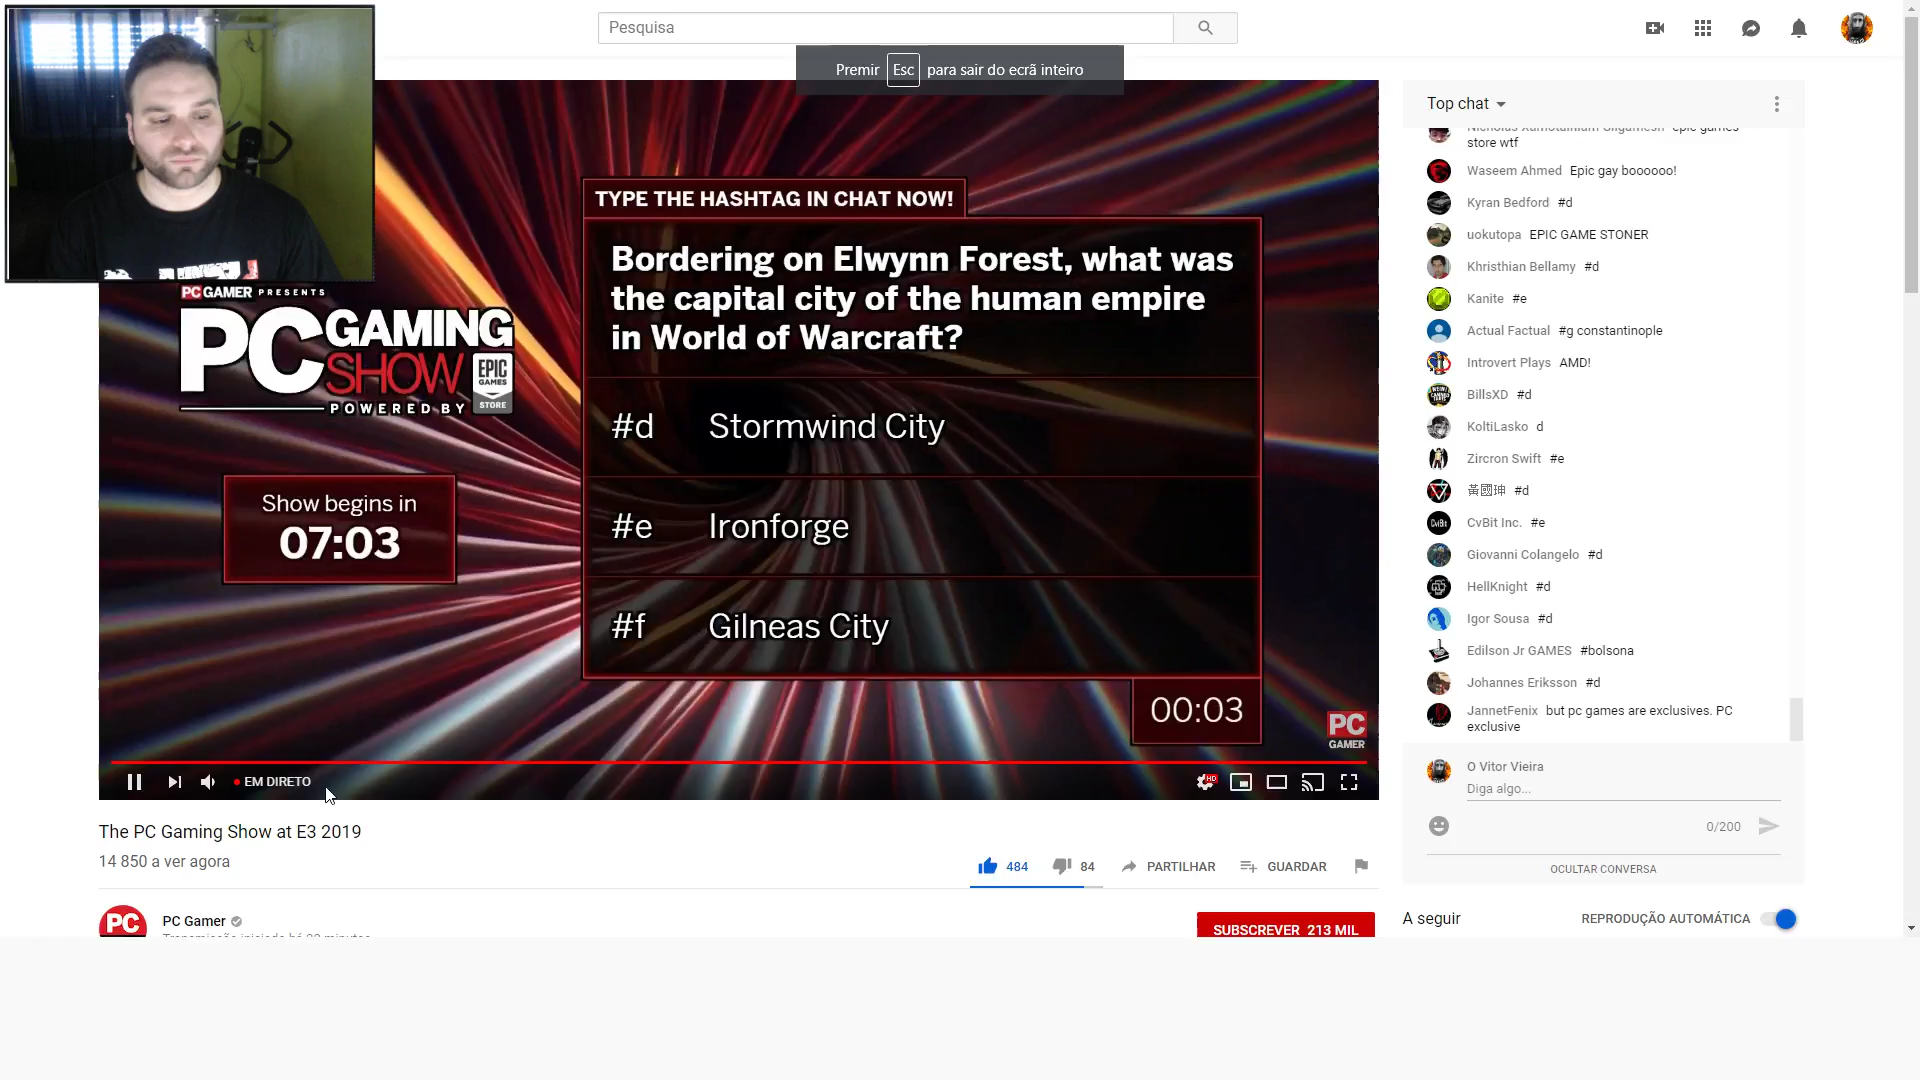 Pesquisa
Premir Esc para sair do ecrã inteiro
TYPE THE HASHTAG IN CHAT NOW!
Bordering on Elwynn Forest, what was
the capital city of the human empire
in World of Warcraft?
#d Stormwind City
#e Ironforge
#f Gilneas City
00:03
PC GAMER PRESENTS
PC GAMING
SHOW
EPIC
GAMES
STORE
POWERED BY
Show begins in
07:03
PC
GAMER
EM DIRETO
HD
The PC Gaming Show at E3 2019
14 850 a ver agora
484
84
PARTILHAR
GUARDAR
PC
PC Gamer
SUBSCREVER 213 MIL
Top chat
epic games
store wtf
Waseem Ahmed Epic gay boooooo!
Kyran Bedford #d
uokutopa EPIC GAME STONER
Khristhian Bellamy #d
Kanite #e
Actual Factual #g constantinople
Introvert Plays AMD!
BillsXD #d
KoltiLasko d
Zircron Swift #e
黃國珅 #d
CvBit Inc. #e
Giovanni Colangelo #d
HellKnight #d
Igor Sousa #d
Edilson Jr GAMES #bolsona
Johannes Eriksson #d
JannetFenix but pc games are exclusives. PC
exclusive
O Vitor Vieira
Diga algo...
0/200
OCULTAR CONVERSA
A seguir
REPRODUÇÃO AUTOMÁTICA